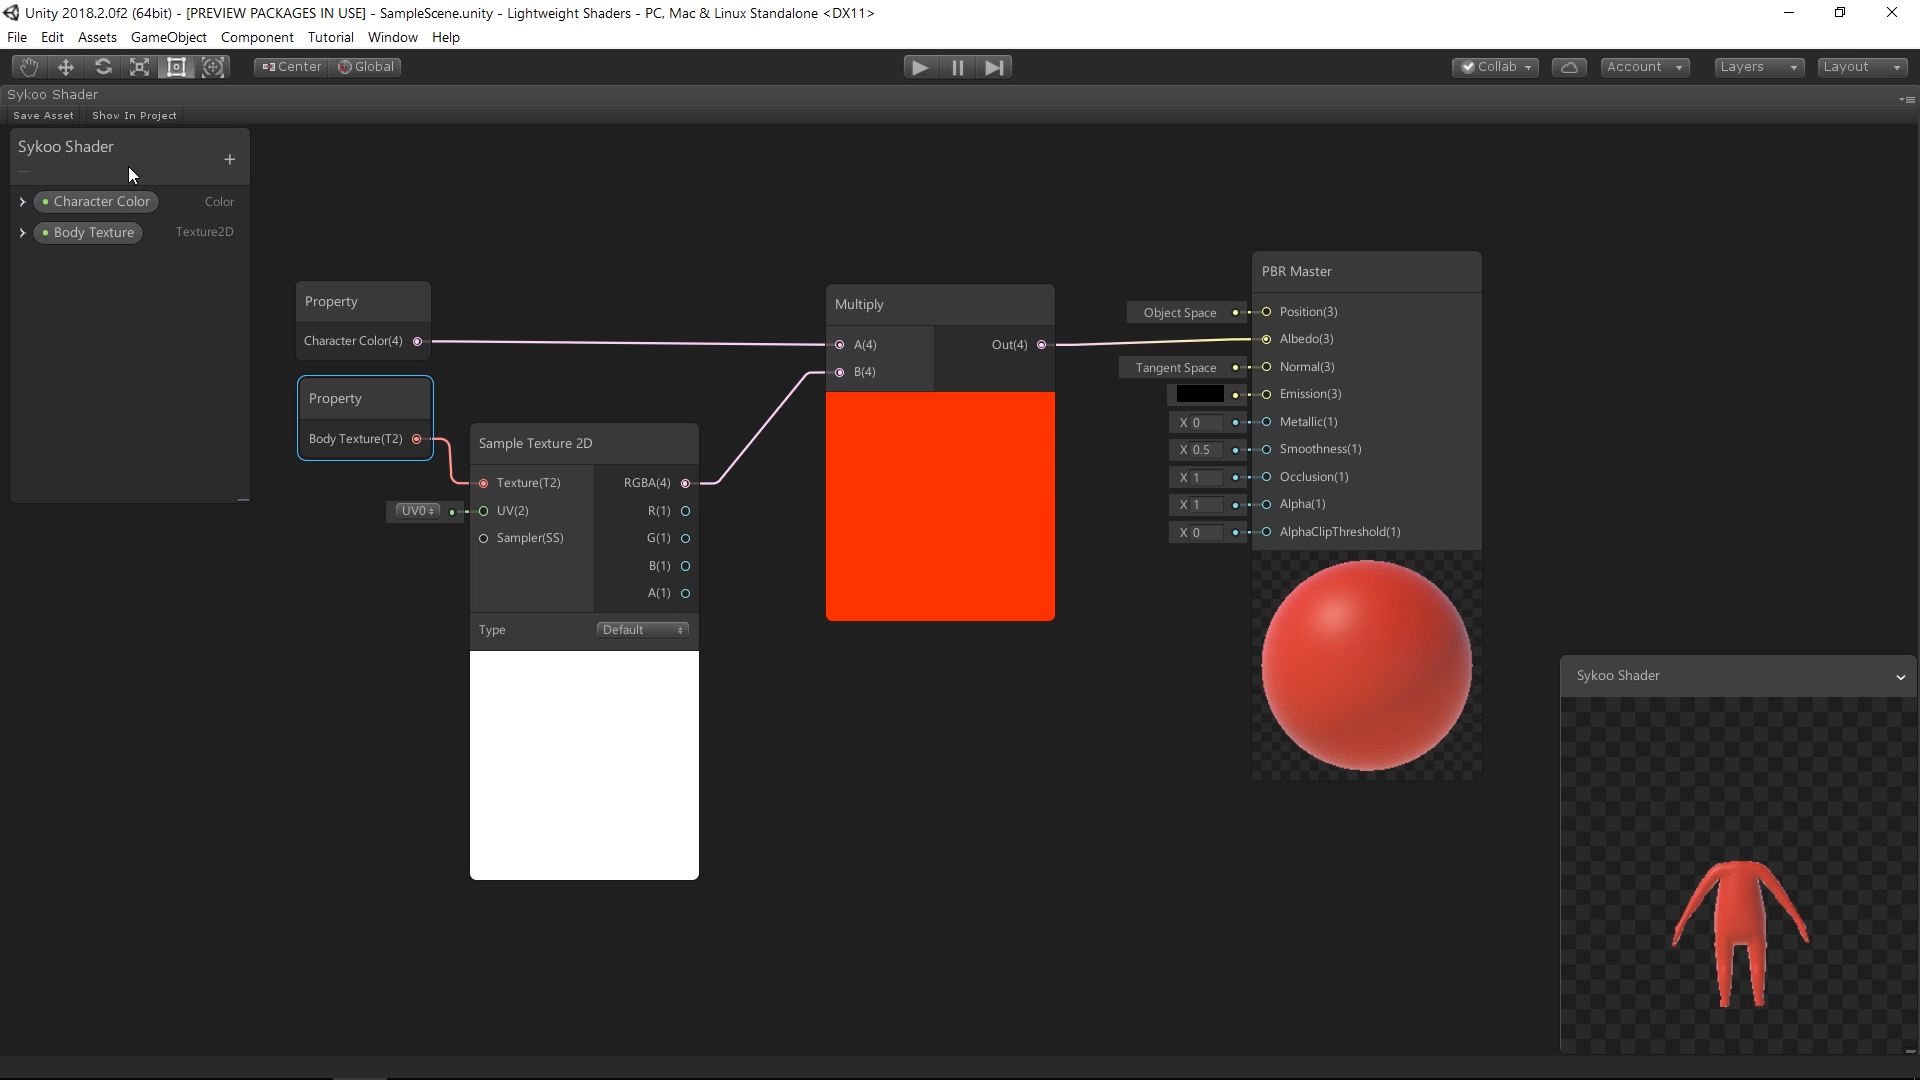 Unity 2018.2.0f2 (64bit) - [PREVIEW PACKAGES IN USE] - SampleScene.unity - Lightweight Shaders - PC, Mac & Linux Standalone <DX11>
File Edit Assets GameObject Component Tutorial Window Help
Center Global Collab Account Layers Layout
Sykoo Shader
Save Asset Show In Project
Sykoo Shader
Character Color Color
Body Texture Texture2D
Property
Character Color(4)
Property
Body Texture(T2)
Sample Texture 2D
Texture(T2) RGBA(4)
UV0 UV(2) R(1)
Sampler(SS) G(1)
B(1)
A(1)
Type Default
Multiply
A(4) Out(4)
B(4)
PBR Master
Object Space Position(3)
Albedo(3)
Tangent Space Normal(3)
Emission(3)
X 0 Metallic(1)
X 0.5 Smoothness(1)
X 1 Occlusion(1)
X 1 Alpha(1)
X 0 AlphaClipThreshold(1)
Sykoo Shader